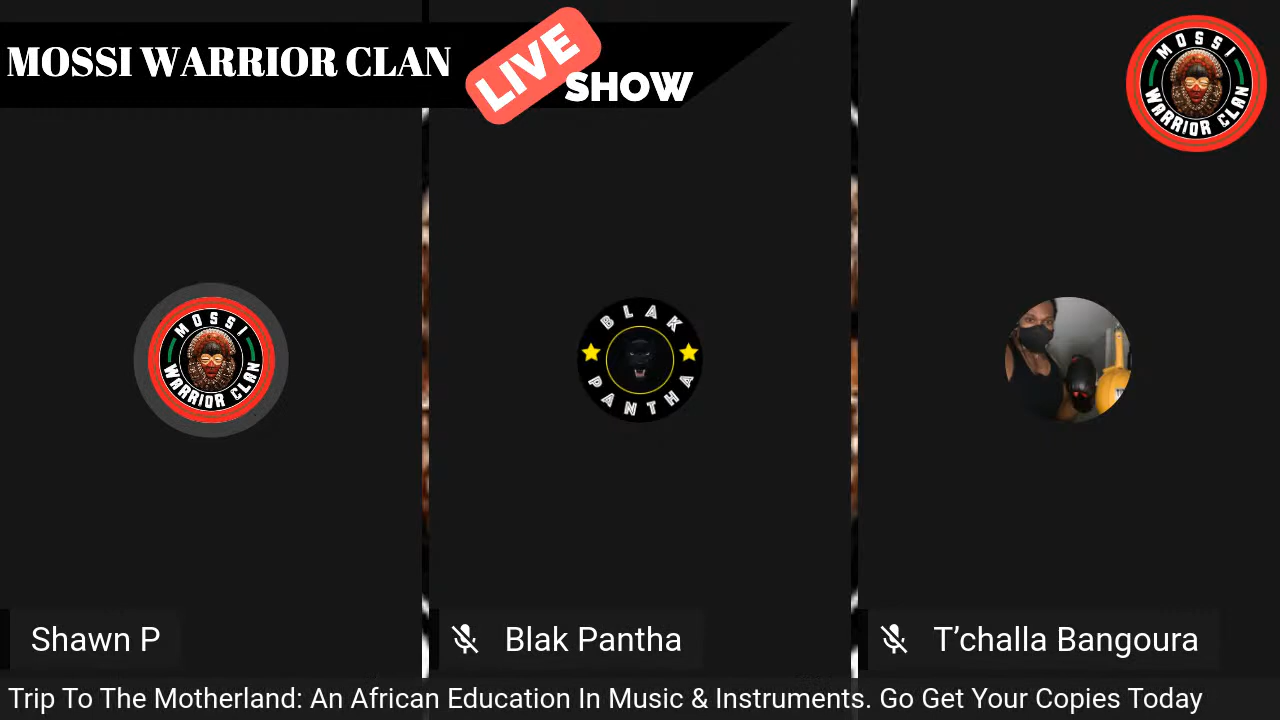 MOSSI WARRIOR CLAN
LIVE
SHOW
MOSSI
WARRIOR CLAN
MOSSI
WARRIOR CLAN
BLAK
PANTHA
Shawn P
Blak Pantha
T’challa Bangoura
Trip To The Motherland: An African Education In Music & Instruments. Go Get Your Copies Today